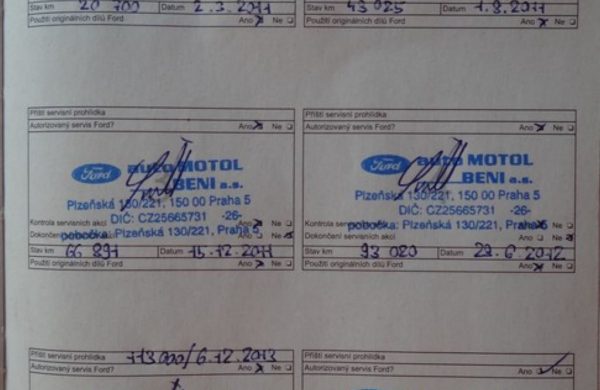 Stav km 20 700 Datum 2.3.2011
Použití originálních dílů Ford Ano Ne
Stav km 43 025 Datum 1.8.2011
Použití originálních dílů Ford Ano Ne
Příští servisní prohlídka
Autorizovaný servis Ford? Ano Ne
Ford auto MOTOL
BENI a.s.
Plzeňská 130/221, 150 00 Praha 5
DIČ: CZ25665731 -26-
Kontrola servisních akcí Ano Ne
pobočka: Plzeňská 130/221, Praha 5
Dokončení Ano Ne
Stav km 66 891 Datum 15.12.2011
Použití originálních dílů Ford Ano Ne
Příští servisní prohlídka
Autorizovaný servis Ford? Ano Ne
Ford auto MOTOL
BENI a.s.
Plzeňská 130/221, 150 00 Praha 5
DIČ: CZ25665731 -26-
Kontrola servisních akcí Ne
pobočka: Plzeňská 130/221, Praha 5
Dokončení servisních akcí Ano Ne
Stav km 93 020 Datum 29.6.2012
Použití originálních dílů Ford Ano Ne
Příští servisní prohlídka 113 000/6.12.2013
Autorizovaný servis Ford? Ano Ne
Příští servisní prohlídka
Autorizovaný servis Ford? Ano Ne